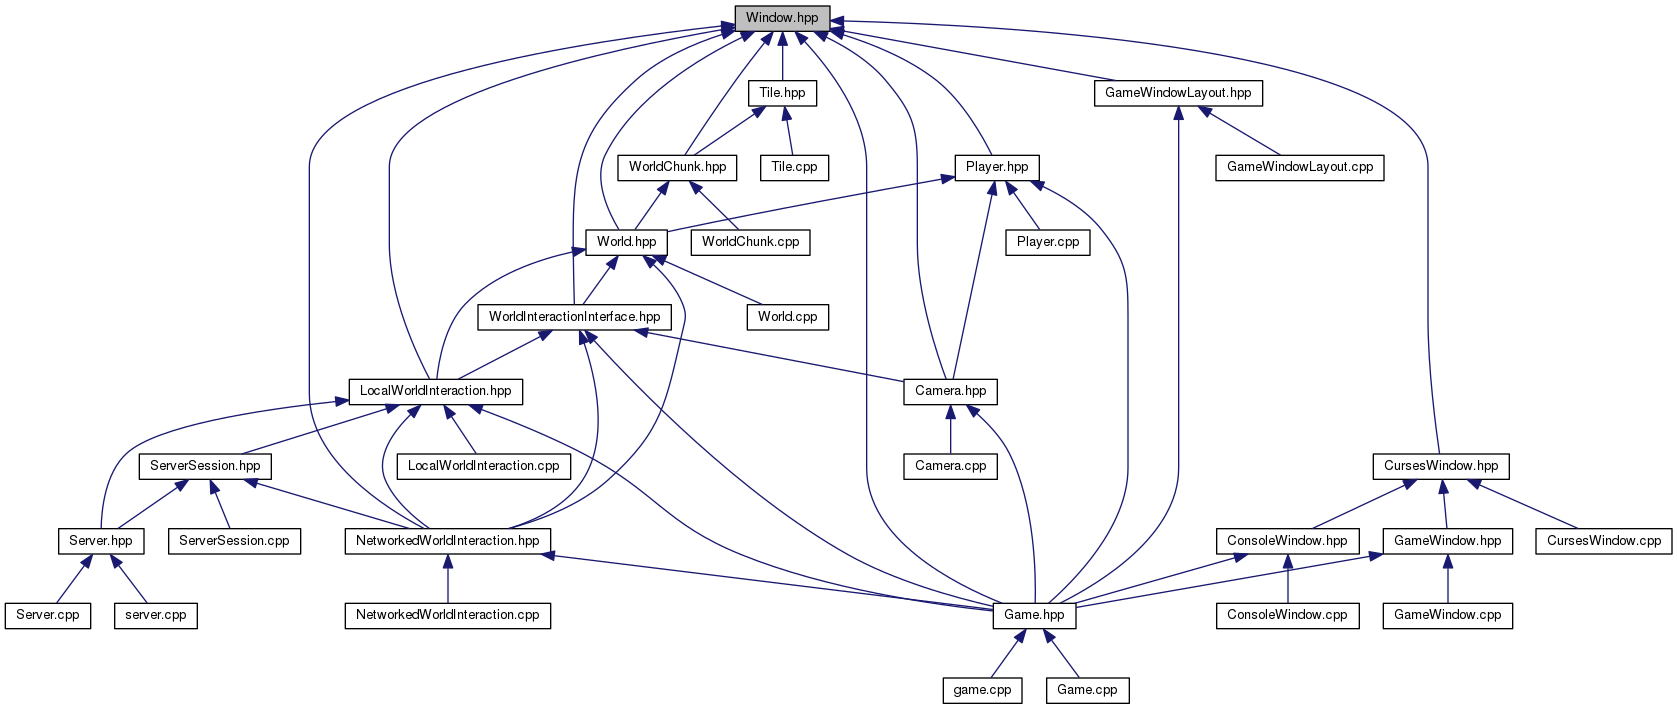 Window.hpp
Tile.hpp
GameWindowLayout.hpp
WorldChunk.hpp
Tile.cpp
Player.hpp
GameWindowLayout.cpp
World.hpp
WorldChunk.cpp
Player.cpp
WorldInteractionInterface.hpp
World.cpp
LocalWorldInteraction.hpp
Camera.hpp
ServerSession.hpp
LocalWorldInteraction.cpp
Camera.cpp
CursesWindow.hpp
Server.hpp
ServerSession.cpp
NetworkedWorldInteraction.hpp
ConsoleWindow.hpp
GameWindow.hpp
CursesWindow.cpp
Server.cpp
server.cpp
NetworkedWorldInteraction.cpp
Game.hpp
ConsoleWindow.cpp
GameWindow.cpp
game.cpp
Game.cpp